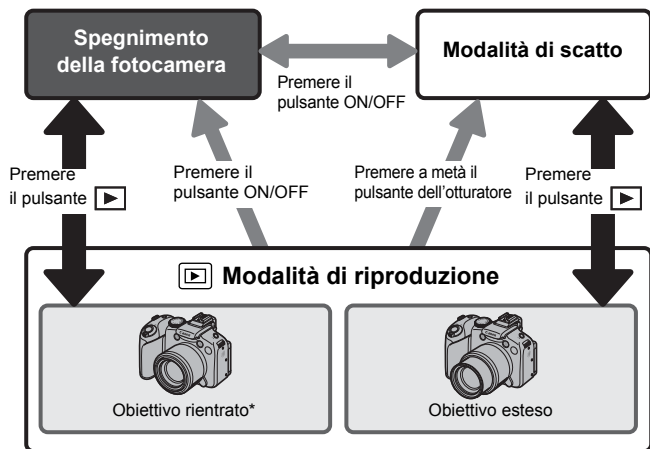 Spegnimento
della fotocamera
Modalità di scatto
Premere il
pulsante ON/OFF
Premere
il pulsante
Premere il
pulsante ON/OFF
Premere a metà il
pulsante dell'otturatore
Premere
il pulsante
Modalità di riproduzione
Obiettivo rientrato*
Obiettivo esteso